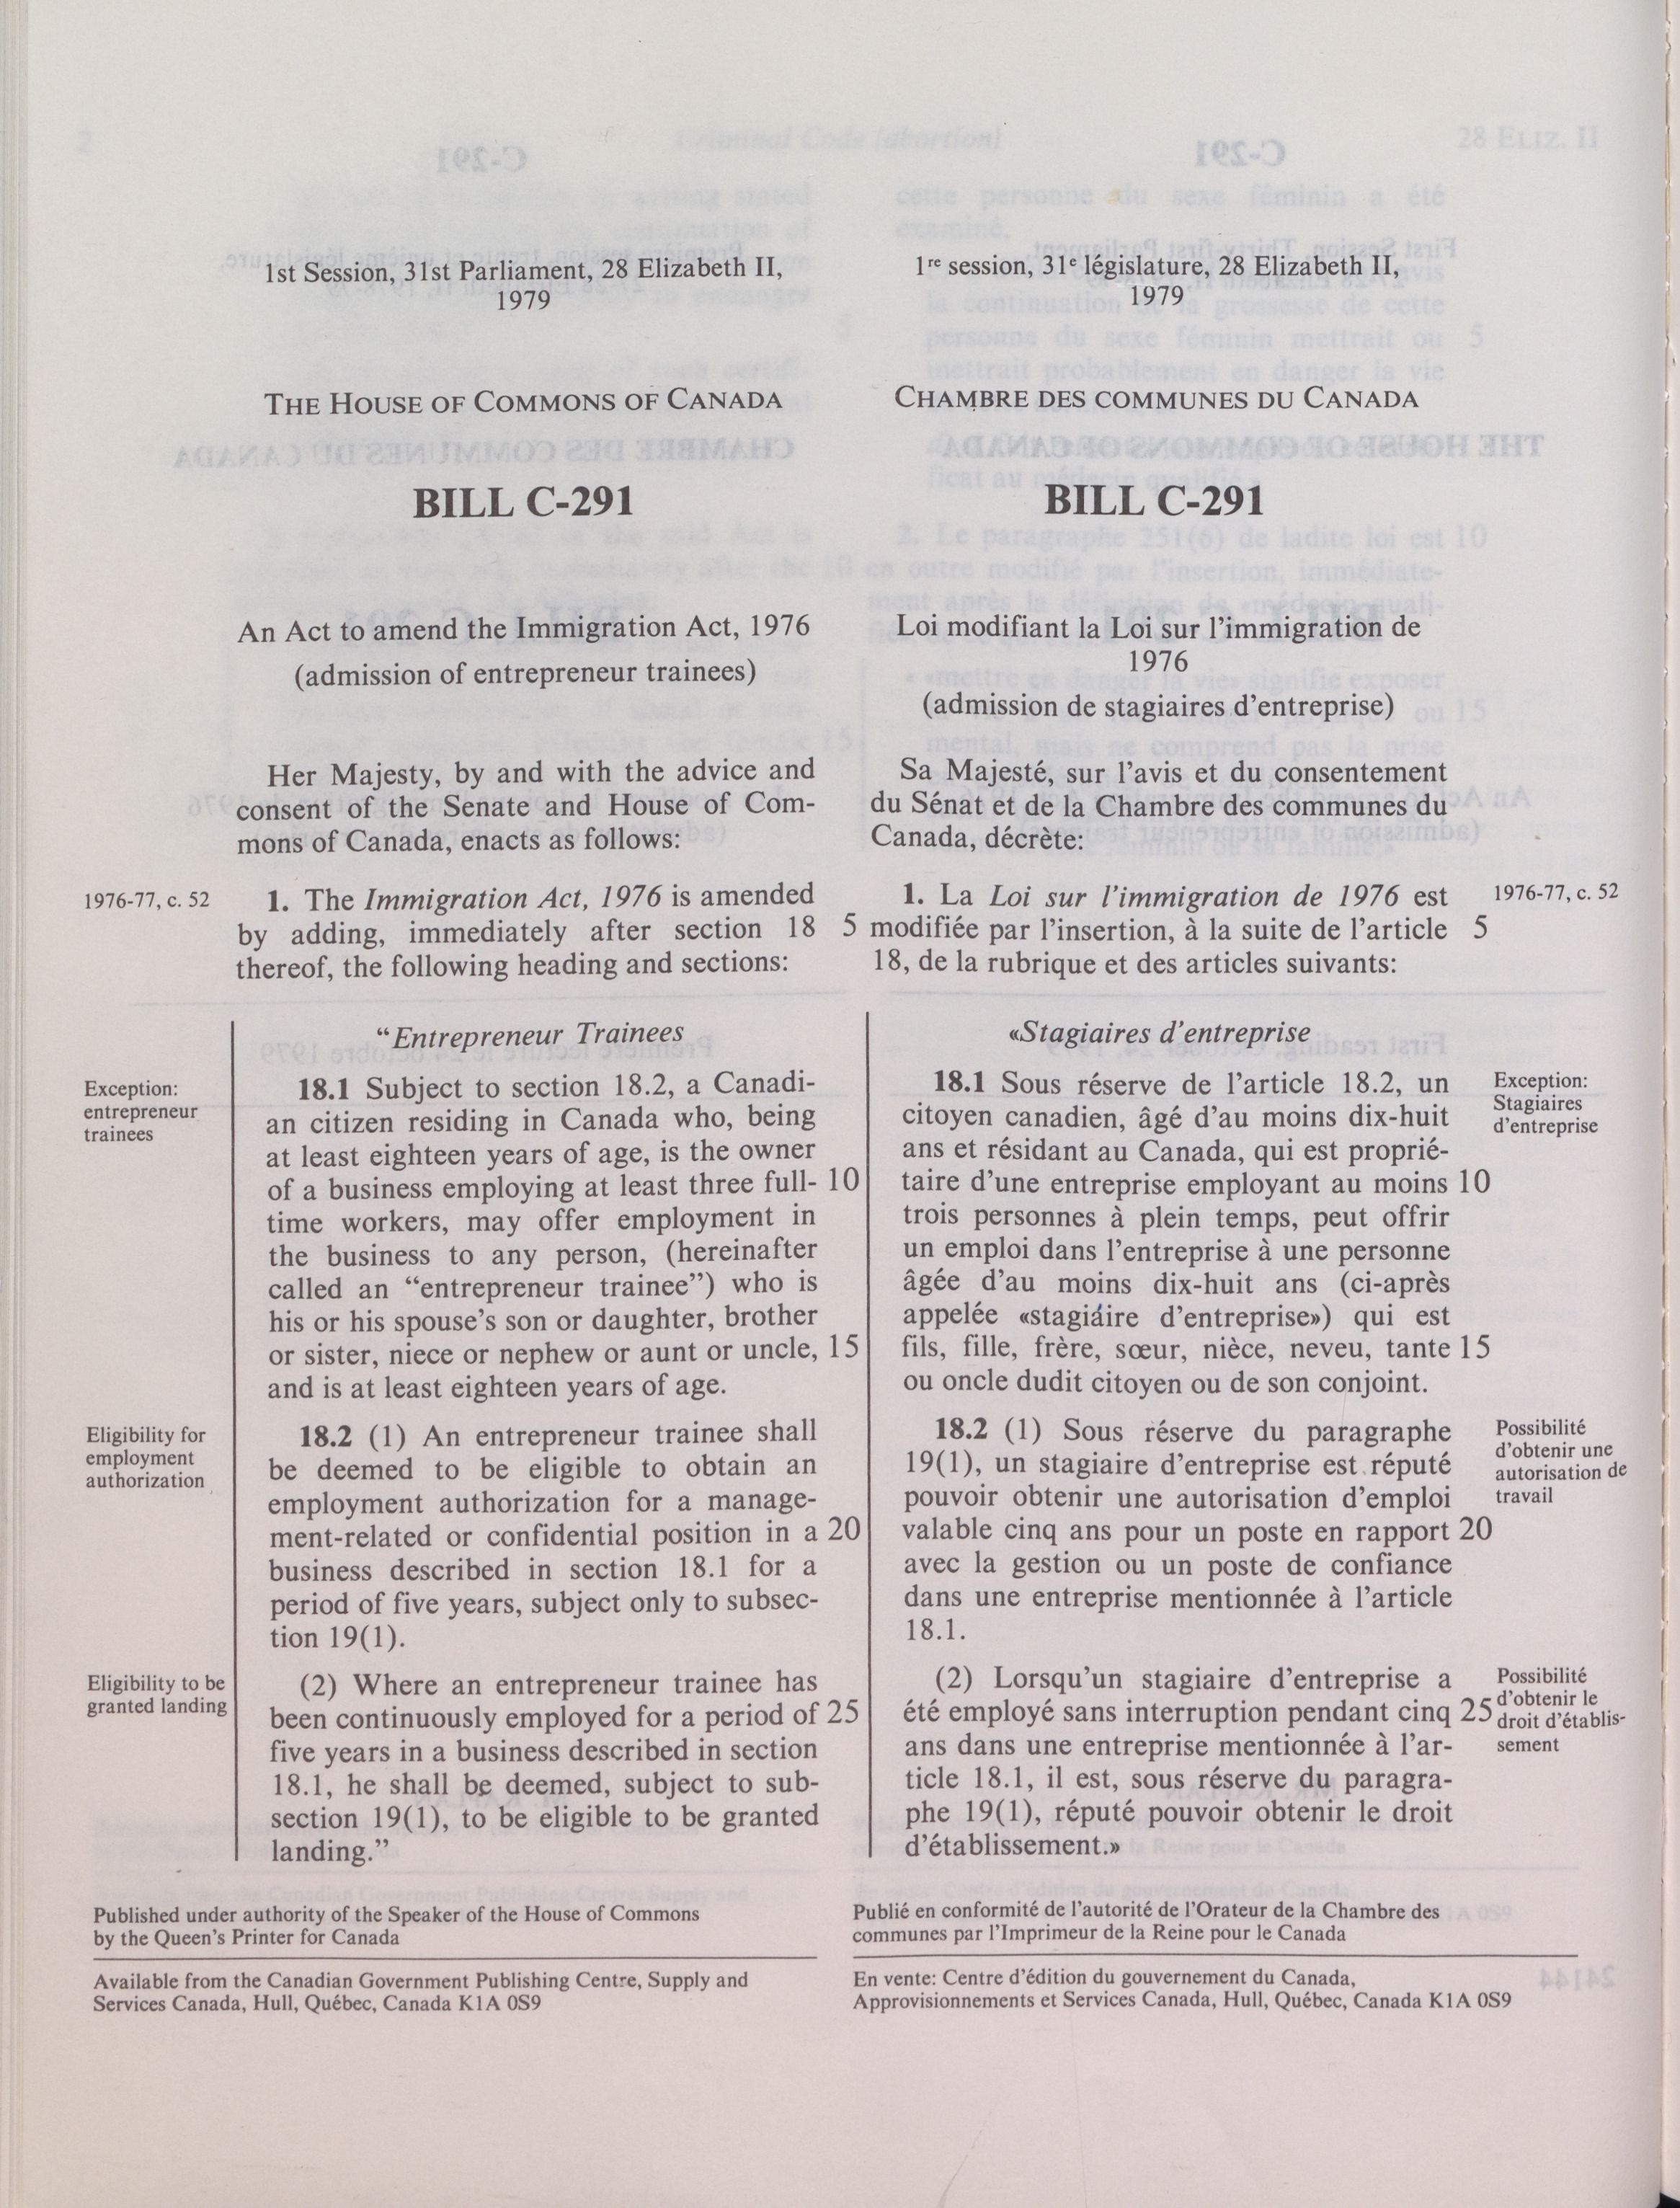 1st Session, 31st Parliament, 28 Elizabeth II,
1979
THE HOUSE OF COMMONS OF CANADA
BILL C-291
An Act to amend the Immigration Act, 1976
(admission of entrepreneur trainees)
Her Majesty, by and with the advice and
consent of the Senate and House of Com-
mons of Canada, enacts as follows:
1976-77, c. 52
1. The Immigration Act, 1976 is amended
by adding, immediately after section 18 5
thereof, the following heading and sections:
“Entrepreneur Trainees
Exception:
entrepreneur
trainees
18.1 Subject to section 18.2, a Canadi-
an citizen residing in Canada who, being
at least eighteen years of age, is the owner
of a business employing at least three full- 10
time workers, may offer employment in
the business to any person, (hereinafter
called an “entrepreneur trainee”) who is
his or his spouse’s son or daughter, brother
or sister, niece or nephew or aunt or uncle, 15
and is at least eighteen years of age.
Eligibility for
employment
authorization
18.2 (1) An entrepreneur trainee shall
be deemed to be eligible to obtain an
employment authorization for a manage-
ment-related or confidential position in a 20
business described in section 18.1 for a
period of five years, subject only to subsec-
tion 19(1).
Eligibility to be
granted landing
(2) Where an entrepreneur trainee has
been continuously employed for a period of 25
five years in a business described in section
18.1, he shall be deemed, subject to sub-
section 19(1), to be eligible to be granted
landing.”
Published under authority of the Speaker of the House of Commons
by the Queen’s Printer for Canada
Available from the Canadian Government Publishing Centre, Supply and
Services Canada, Hull, Québec, Canada K1A 0S9
1re session, 31e législature, 28 Elizabeth II,
1979
CHAMBRE DES COMMUNES DU CANADA
BILL C-291
Loi modifiant la Loi sur l’immigration de
1976
(admission de stagiaires d’entreprise)
Sa Majesté, sur l’avis et du consentement
du Sénat et de la Chambre des communes du
Canada, décrète:
1. La Loi sur l’immigration de 1976 est
modifiée par l’insertion, à la suite de l’article 5
18, de la rubrique et des articles suivants:
1976-77, c. 52
«Stagiaires d’entreprise
18.1 Sous réserve de l’article 18.2, un
citoyen canadien, âgé d’au moins dix-huit
ans et résidant au Canada, qui est proprié-
taire d’une entreprise employant au moins 10
trois personnes à plein temps, peut offrir
un emploi dans l’entreprise à une personne
âgée d’au moins dix-huit ans (ci-après
appelée «stagiaire d’entreprise») qui est
fils, fille, frère, sœur, nièce, neveu, tante 15
ou oncle dudit citoyen ou de son conjoint.
Exception:
Stagiaires
d’entreprise
18.2 (1) Sous réserve du paragraphe
19(1), un stagiaire d’entreprise est réputé
pouvoir obtenir une autorisation d’emploi
valable cinq ans pour un poste en rapport 20
avec la gestion ou un poste de confiance
dans une entreprise mentionnée à l’article
18.1.
Possibilité
d’obtenir une
autorisation de
travail
(2) Lorsqu’un stagiaire d’entreprise a
été employé sans interruption pendant cinq 25
ans dans une entreprise mentionnée à l’ar-
ticle 18.1, il est, sous réserve du paragra-
phe 19(1), réputé pouvoir obtenir le droit
d’établissement.»
Possibilité
d’obtenir le
droit d’établis-
sement
Publié en conformité de l’autorité de l’Orateur de la Chambre des
communes par l’Imprimeur de la Reine pour le Canada
En vente: Centre d’édition du gouvernement du Canada,
Approvisionnements et Services Canada, Hull, Québec, Canada K1A 0S9